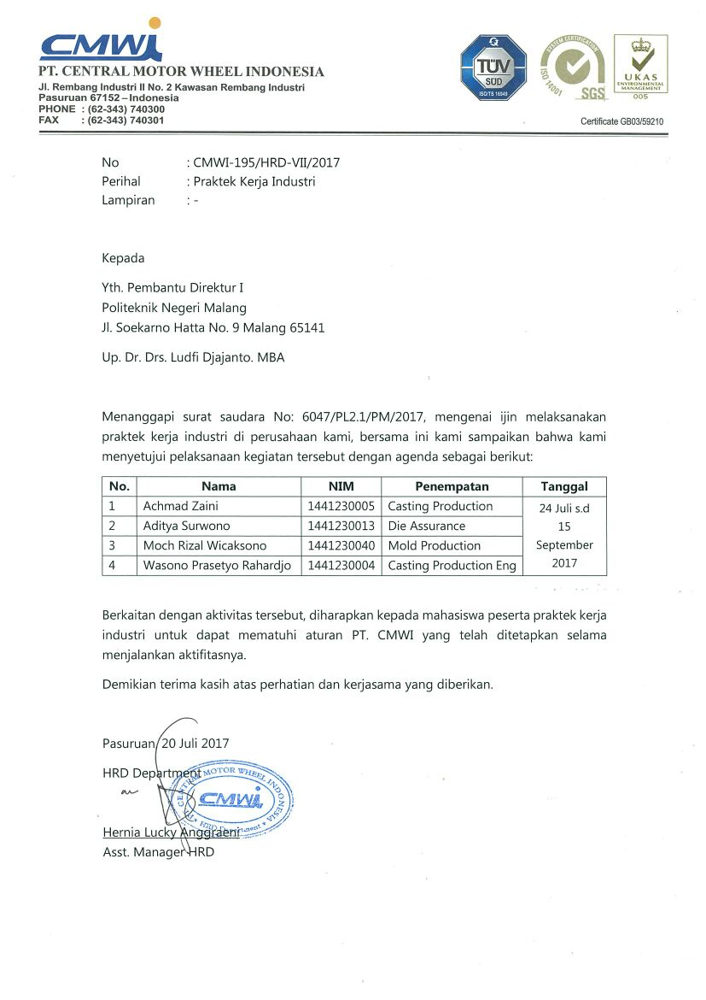 CMWi
PT. CENTRAL MOTOR WHEEL INDONESIA
Jl. Rembang Industri II No. 2 Kawasan Rembang Industri
Pasuruan 67152 – Indonesia
PHONE : (62-343) 740300
FAX : (62-343) 740301
TÜV
SÜD
ISO/TS 16949
SYSTEM CERTIFICATION
ISO 14001
SGS
UKAS
ENVIRONMENTAL
MANAGEMENT
005
Certificate GB03/59210
No : CMWI-195/HRD-VII/2017
Perihal : Praktek Kerja Industri
Lampiran : -
Kepada
Yth. Pembantu Direktur I
Politeknik Negeri Malang
Jl. Soekarno Hatta No. 9 Malang 65141
Up. Dr. Drs. Ludfi Djajanto. MBA
Menanggapi surat saudara No: 6047/PL2.1/PM/2017, mengenai ijin melaksanakan
praktek kerja industri di perusahaan kami, bersama ini kami sampaikan bahwa kami
menyetujui pelaksanaan kegiatan tersebut dengan agenda sebagai berikut:
No. Nama NIM Penempatan Tanggal
1 Achmad Zaini 1441230005 Casting Production 24 Juli s.d
2 Aditya Surwono 1441230013 Die Assurance 15
3 Moch Rizal Wicaksono 1441230040 Mold Production September
4 Wasono Prasetyo Rahardjo 1441230004 Casting Production Eng 2017
Berkaitan dengan aktivitas tersebut, diharapkan kepada mahasiswa peserta praktek kerja
industri untuk dapat mematuhi aturan PT. CMWI yang telah ditetapkan selama
menjalankan aktifitasnya.
Demikian terima kasih atas perhatian dan kerjasama yang diberikan.
Pasuruan, 20 Juli 2017
HRD Department
PT. CENTRAL MOTOR WHEEL INDONESIA
CMWi
HRD Department
Hernia Lucky Anggraeni
Asst. Manager HRD